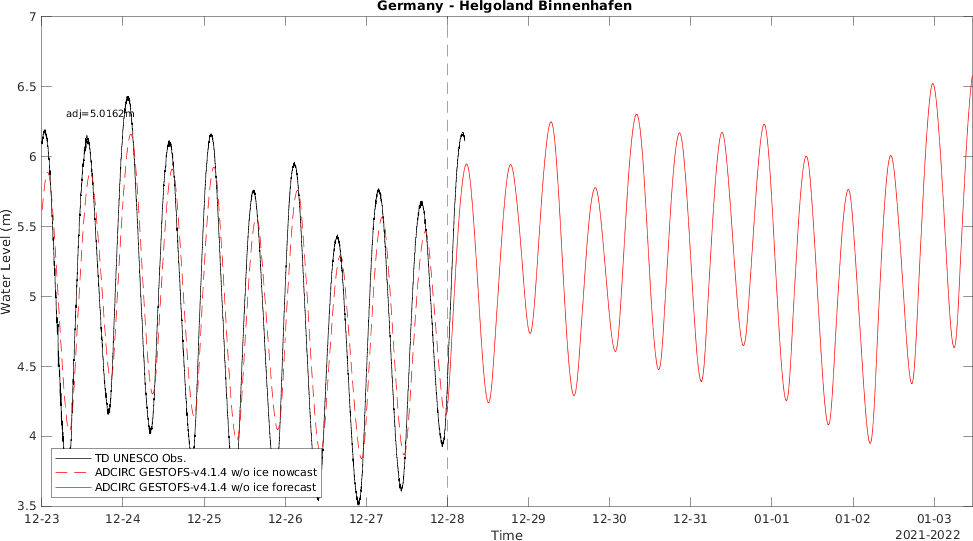 Germany - Helgoland Binnenhafen
7
6.5
6
5.5
5
4.5
4
3.5
Water Level (m)
adj=5.0162m
TD UNESCO Obs.
ADCIRC GESTOFS-v4.1.4 w/o ice nowcast
ADCIRC GESTOFS-v4.1.4 w/o ice forecast
12-23 12-24 12-25 12-26 12-27 12-28 12-29 12-30 12-31 01-01 01-02 01-03
Time
2021-2022